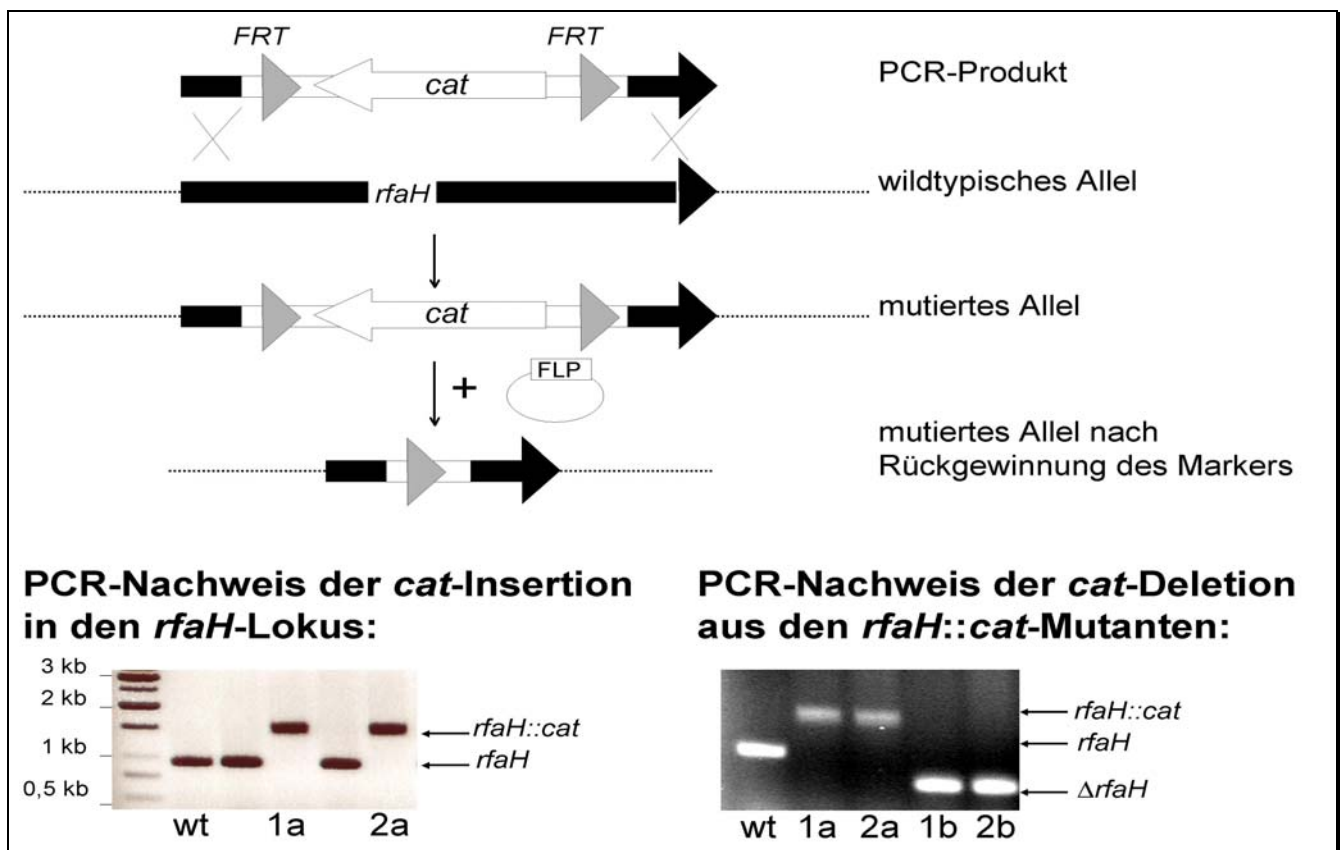 FRT FRT
cat
PCR-Produkt
rfaH
wildtypisches Allel
cat
mutiertes Allel
+
FLP
mutiertes Allel nach
Rückgewinnung des Markers
PCR-Nachweis der cat-Insertion
in den rfaH-Lokus:
3 kb
2 kb
1 kb
0,5 kb
rfaH::cat
rfaH
wt 1a 2a
PCR-Nachweis der cat-Deletion
aus den rfaH::cat-Mutanten:
rfaH::cat
rfaH
ΔrfaH
wt 1a 2a 1b 2b